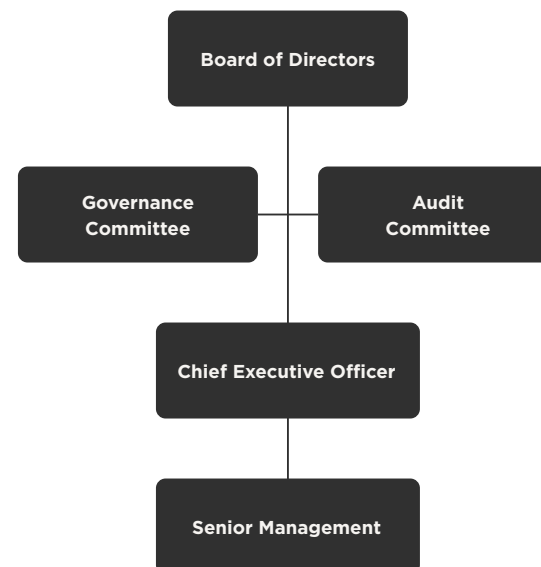 Board of Directors
Governance
Committee
Audit
Committee
Chief Executive Officer
Senior Management